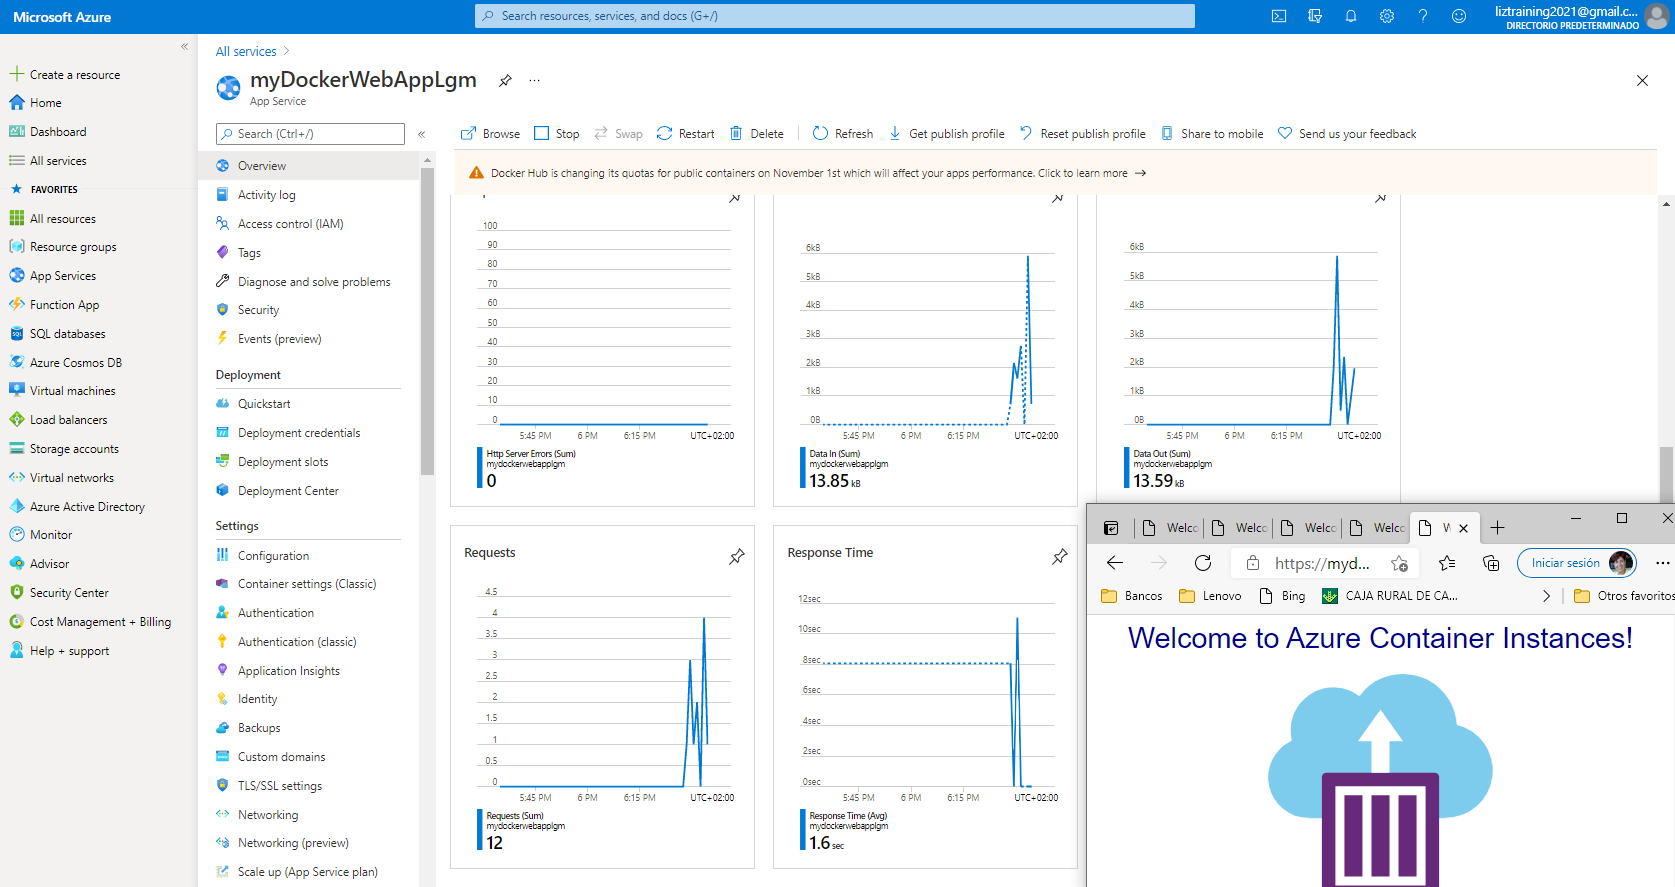 Microsoft Azure
Search resources, services, and docs (G+/)
liztraining2021@gmail.c...
DIRECTORIO PREDETERMINADO
Create a resource
Home
Dashboard
All services
FAVORITES
All resources
Resource groups
App Services
Function App
SQL databases
Azure Cosmos DB
Virtual machines
Load balancers
Storage accounts
Virtual networks
Azure Active Directory
Monitor
Advisor
Security Center
Cost Management + Billing
Help + support
All services
myDockerWebAppLgm
App Service
Search (Ctrl+/)
Overview
Activity log
Access control (IAM)
Tags
Diagnose and solve problems
Security
Events (preview)
Deployment
Quickstart
Deployment credentials
Deployment slots
Deployment Center
Settings
Configuration
Container settings (Classic)
Authentication
Authentication (classic)
Application Insights
Identity
Backups
Custom domains
TLS/SSL settings
Networking
Networking (preview)
Scale up (App Service plan)
Browse Stop Swap Restart Delete Refresh Get publish profile Reset publish profile Share to mobile Send us your feedback
Docker Hub is changing its quotas for public containers on November 1st which will affect your apps performance. Click to learn more →
100
90
80
70
60
50
40
30
20
10
0
5:45 PM 6 PM 6:15 PM UTC+02:00
Http Server Errors (Sum)
mydockerwebapplgm
0
6kB
5kB
4kB
3kB
2kB
1kB
0B
5:45 PM 6 PM 6:15 PM UTC+02:00
Data In (Sum)
mydockerwebapplgm
13.85 kB
6kB
5kB
4kB
3kB
2kB
1kB
0B
5:45 PM 6 PM 6:15 PM UTC+02:00
Data Out (Sum)
mydockerwebapplgm
13.59 kB
Requests
4.5
4
3.5
3
2.5
2
1.5
1
0.5
0
5:45 PM 6 PM 6:15 PM UTC+02:00
Requests (Sum)
mydockerwebapplgm
12
Response Time
12sec
10sec
8sec
6sec
4sec
2sec
0sec
5:45 PM 6 PM 6:15 PM UTC+02:00
Response Time (Avg)
mydockerwebapplgm
1.6 sec
Welco Welco Welco Welco W
https://myd... Iniciar sesión
Bancos Lenovo Bing CAJA RURAL DE CA... Otros favoritos
Welcome to Azure Container Instances!